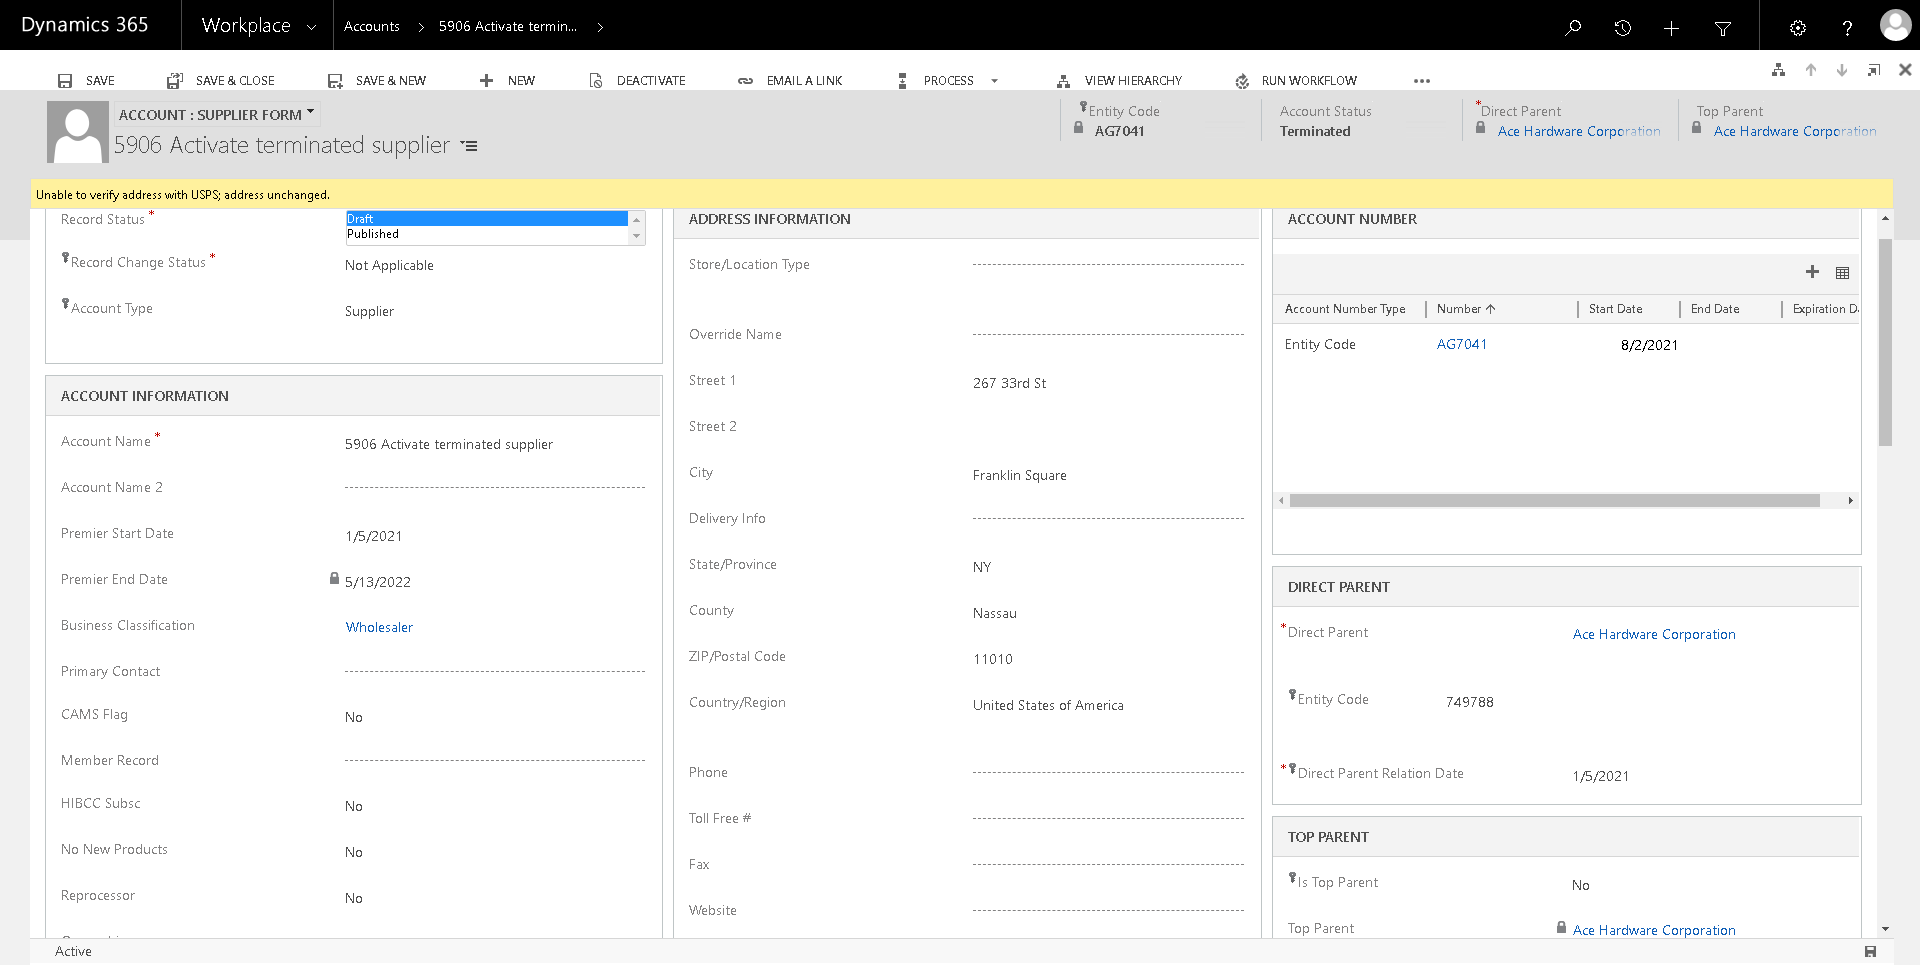 Dynamics 365
Workplace
Accounts
5906 Activate termin...
SAVE
SAVE & CLOSE
SAVE & NEW
NEW
DEACTIVATE
EMAIL A LINK
PROCESS
VIEW HIERARCHY
RUN WORKFLOW
ACCOUNT : SUPPLIER FORM
5906 Activate terminated supplier
Entity Code
AG7041
Account Status
Terminated
*Direct Parent
Ace Hardware Corporation
Top Parent
Ace Hardware Corporation
Unable to verify address with USPS; address unchanged.
Record Status *
Draft
Published
Record Change Status *
Not Applicable
Account Type
Supplier
ACCOUNT INFORMATION
Account Name *
5906 Activate terminated supplier
Account Name 2
Premier Start Date
1/5/2021
Premier End Date
5/13/2022
Business Classification
Wholesaler
Primary Contact
CAMS Flag
No
Member Record
HIBCC Subsc
No
No New Products
No
Reprocessor
No
ADDRESS INFORMATION
Store/Location Type
Override Name
Street 1
267 33rd St
Street 2
City
Franklin Square
Delivery Info
State/Province
NY
County
Nassau
ZIP/Postal Code
11010
Country/Region
United States of America
Phone
Toll Free #
Fax
Website
ACCOUNT NUMBER
Account Number Type
Number
Start Date
End Date
Expiration D
Entity Code
AG7041
8/2/2021
DIRECT PARENT
*Direct Parent
Ace Hardware Corporation
Entity Code
749788
*Direct Parent Relation Date
1/5/2021
TOP PARENT
Is Top Parent
No
Top Parent
Ace Hardware Corporation
Active